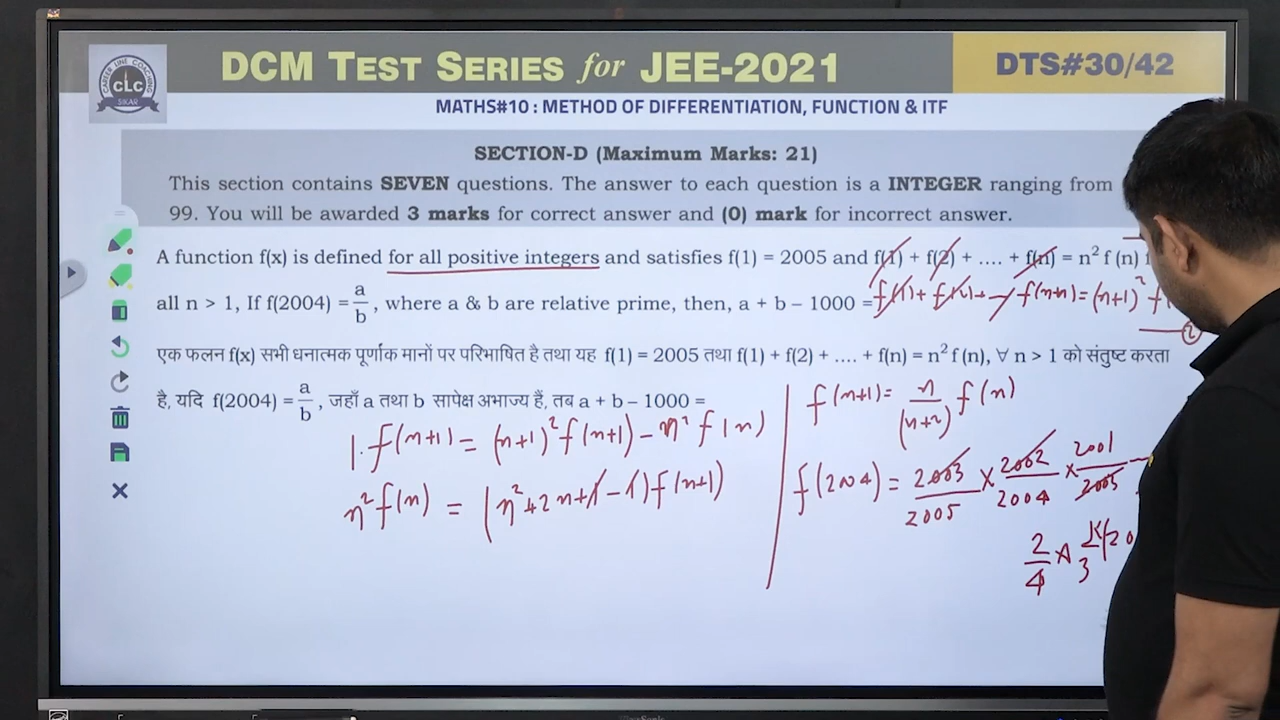 DCM TEST SERIES for JEE-2021
DTS#30/42
CAREER LINE COACHING
CLC
SIKAR
MATHS#10 : METHOD OF DIFFERENTIATION, FUNCTION & ITF
SECTION-D (Maximum Marks: 21)
This section contains SEVEN questions. The answer to each question is a INTEGER ranging from
99. You will be awarded 3 marks for correct answer and (0) mark for incorrect answer.
A function f(x) is defined for all positive integers and satisfies f(1) = 2005 and f(1) + f(2) + .... + f(n) = n² f (n)
all n > 1, If f(2004) = a/b, where a & b are relative prime, then, a + b – 1000 =
f(1) + f(2) + — f(n+1) = (n+1)² f
②
एक फलन f(x) सभी धनात्मक पूर्णांक मानों पर परिभाषित है तथा यह f(1) = 2005 तथा f(1) + f(2) + .... + f(n) = n² f (n), ∀ n > 1 को संतुष्ट करता
है, यदि f(2004) = a/b, जहाँ a तथा b सापेक्ष अभाज्य हैं, तब a + b – 1000 =
1. f(n+1) = (n+1)² f(n+1) – n² f(n)
n² f(n) = (n²+2n+1–1) f(n+1)
f(n+1) = n/(n+2) f(n)
f(2004) = 2003/2005 × 2002/2004 × 2001/2003 —
2/4 × 1/3